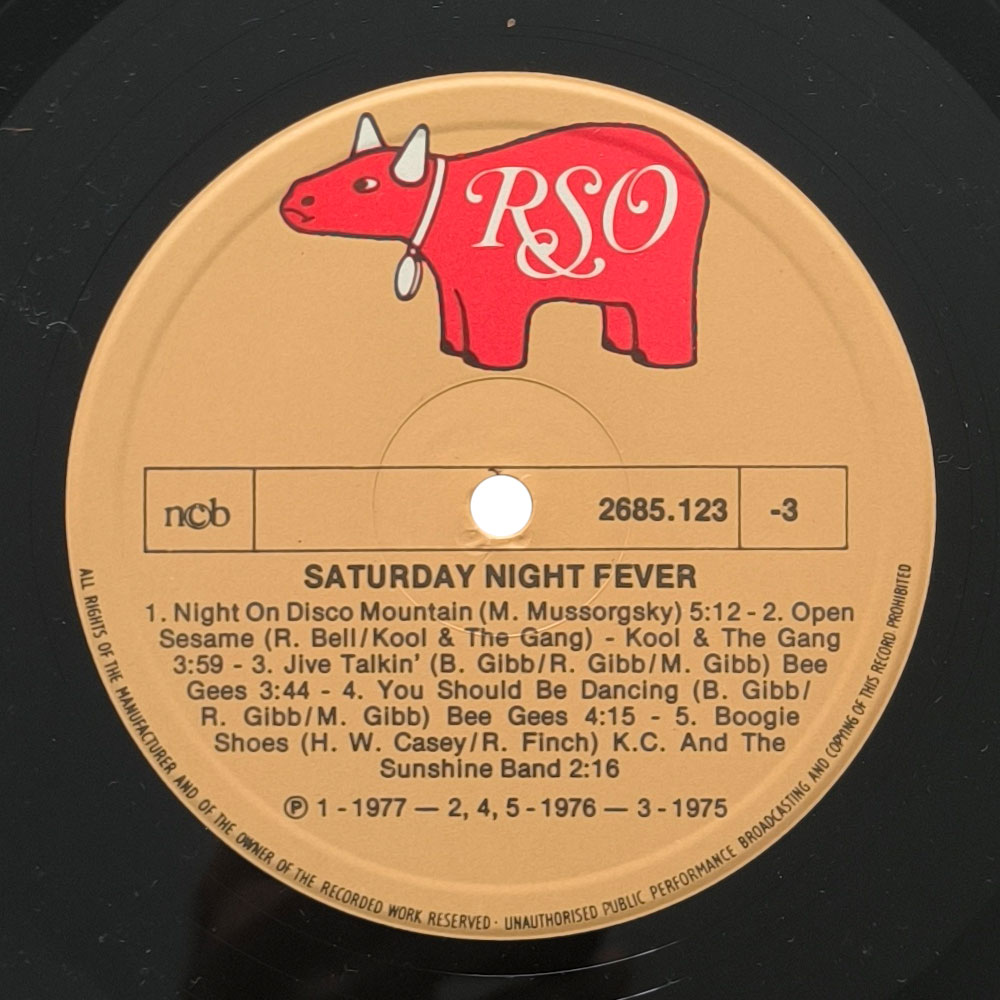 RSO
ncb
2685.123
-3
SATURDAY NIGHT FEVER
1. Night On Disco Mountain (M. Mussorgsky) 5:12 - 2. Open
Sesame (R. Bell/Kool & The Gang) - Kool & The Gang
3:59 - 3. Jive Talkin' (B. Gibb/R. Gibb/M. Gibb) Bee
Gees 3:44 - 4. You Should Be Dancing (B. Gibb/
R. Gibb/M. Gibb) Bee Gees 4:15 - 5. Boogie
Shoes (H. W. Casey/R. Finch) K.C. And The
Sunshine Band 2:16
Ⓟ 1 - 1977 — 2, 4, 5 - 1976 — 3 - 1975
ALL RIGHTS OF THE MANUFACTURER AND OF THE OWNER OF THE RECORDED WORK RESERVED · UNAUTHORISED PUBLIC PERFORMANCE BROADCASTING AND COPYING OF THIS RECORD PROHIBITED